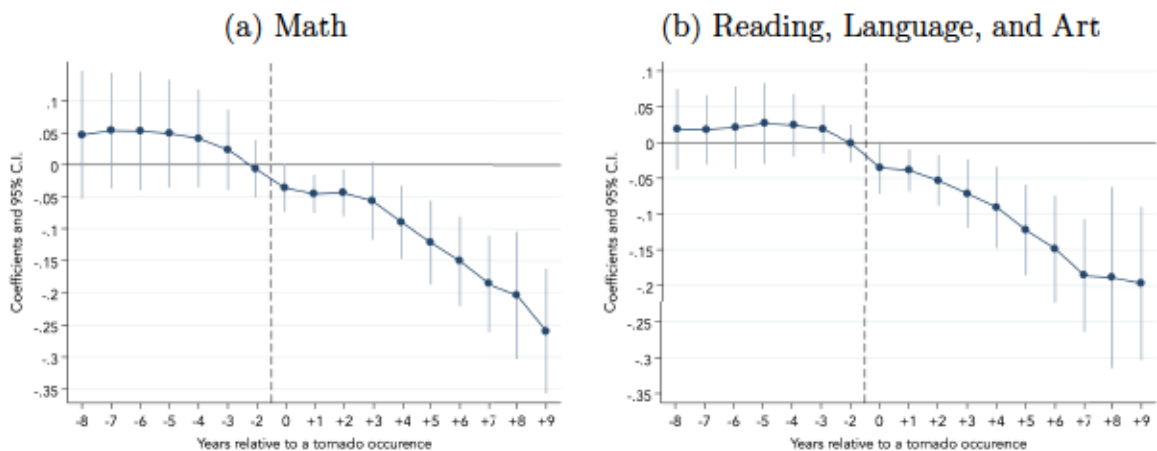 (a) Math
.1
.05
0
-.05
-.1
-.15
-.2
-.25
-.3
-.35
Coefficients and 95% C.I.
-8 -7 -6 -5 -4 -3 -2 0 +1 +2 +3 +4 +5 +6 +7 +8 +9
Years relative to a tornado occurence
(b) Reading, Language, and Art
.1
.05
0
-.05
-.1
-.15
-.2
-.25
-.3
-.35
Coefficients and 95% C.I.
-8 -7 -6 -5 -4 -3 -2 0 +1 +2 +3 +4 +5 +6 +7 +8 +9
Years relative to a tornado occurence